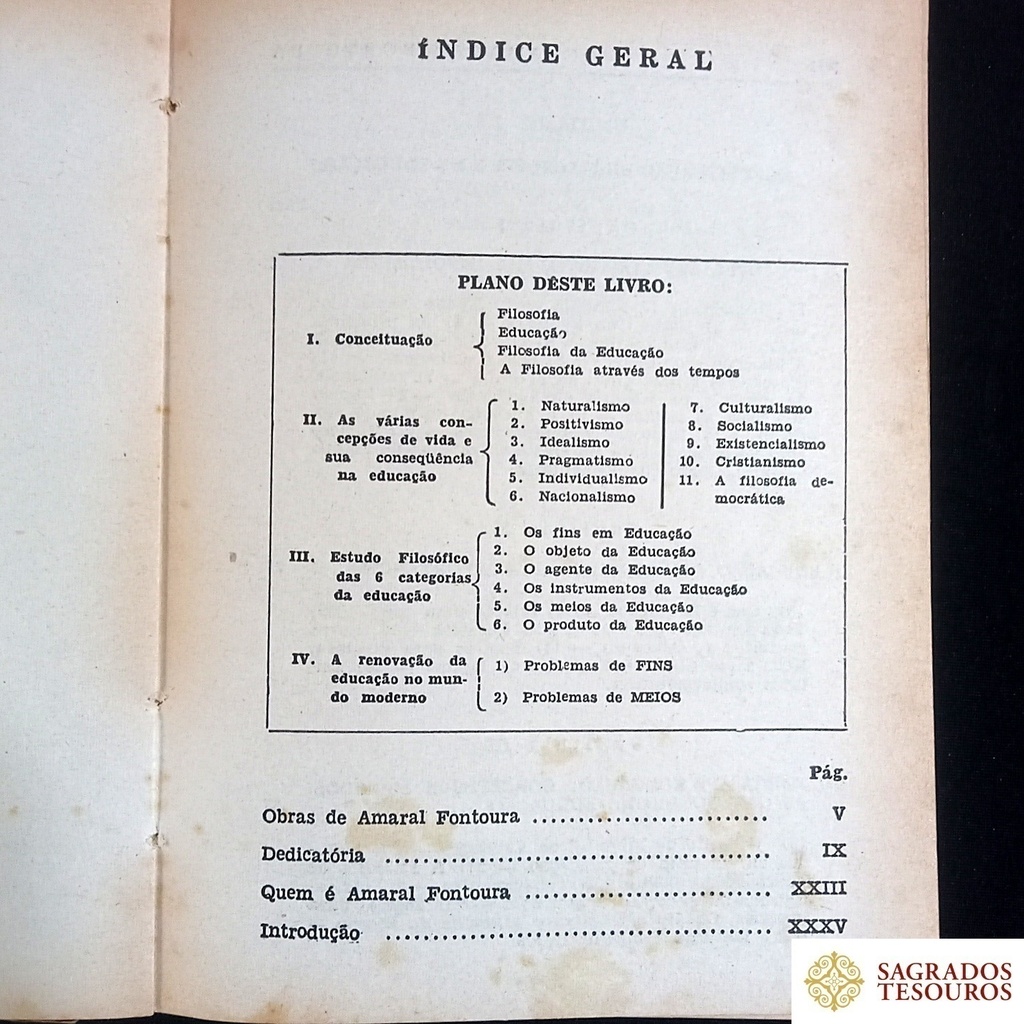 ÍNDICE GERAL
PLANO DÊSTE LIVRO:
I. Conceituação
Filosofia
Educação
Filosofia da Educação
A Filosofia através dos tempos
II. As várias con-
cepções de vida e
sua conseqüência
na educação
1. Naturalismo
2. Positivismo
3. Idealismo
4. Pragmatismo
5. Individualismo
6. Nacionalismo
7. Culturalismo
8. Socialismo
9. Existencialismo
10. Cristianismo
11. A filosofia de-
mocrática
III. Estudo Filosófico
das 6 categorias
da educação
1. Os fins em Educação
2. O objeto da Educação
3. O agente da Educação
4. Os instrumentos da Educação
5. Os meios da Educação
6. O produto da Educação
IV. A renovação da
educação no mun-
do moderno
1) Problemas de FINS
2) Problemas de MEIOS
Pág.
Obras de Amaral Fontoura ........................ V
Dedicatória ....................................... IX
Quem é Amaral Fontoura ......................... XXIII
Introdução ....................................... XXXV
SAGRADOS
TESOUROS